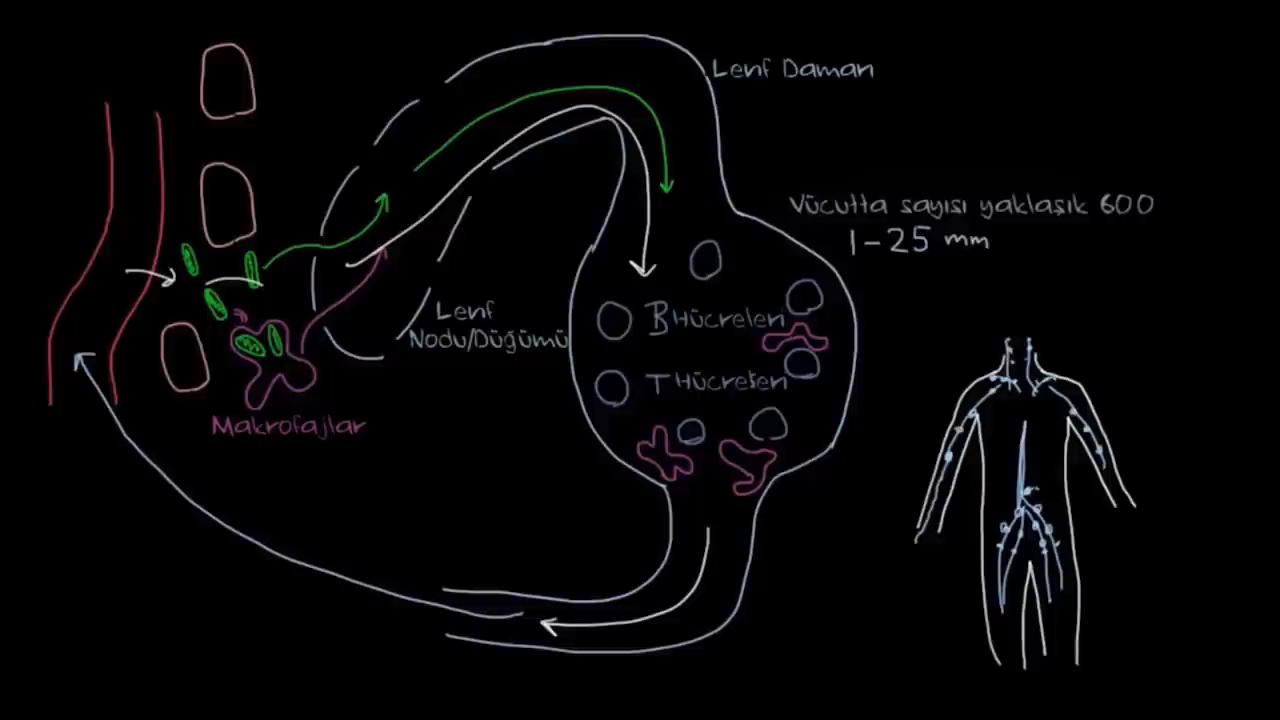 Lenf Damarı
Vücutta sayısı yaklaşık 600
1-25 mm
Lenf
Nodu/Düğümü
B Hücreleri
T Hücreleri
Makrofajlar